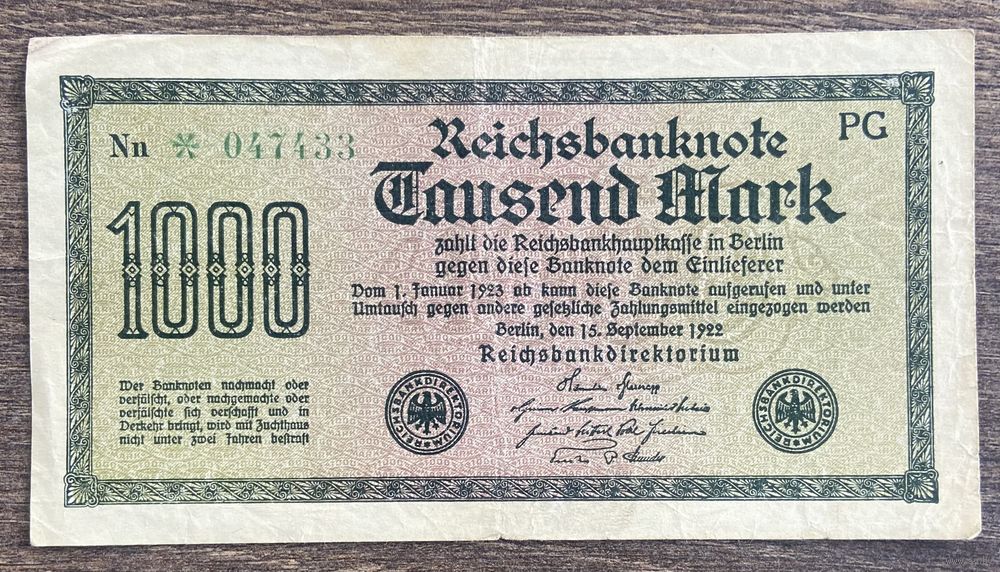 Reichsbanknote
PG
Nn * 047433
Tausend Mark
1000
zahlt die Reichsbankhauptkasse in Berlin
gegen diese Banknote dem Einlieferer
Vom 1. Januar 1923 ab kann diese Banknote aufgerufen und unter
Umtausch gegen andere gesetzliche Zahlungsmittel eingezogen werden
Berlin, den 15. September 1922
Reichsbankdirektorium
Wer Banknoten nachmacht oder
verfälscht, oder nachgemachte oder
verfälschte sich verschafft und in
Verkehr bringt, wird mit Zuchthaus
nicht unter zwei Jahren bestraft
REICHSBANKDIREKTORIUM
REICHSBANKDIREKTORIUM